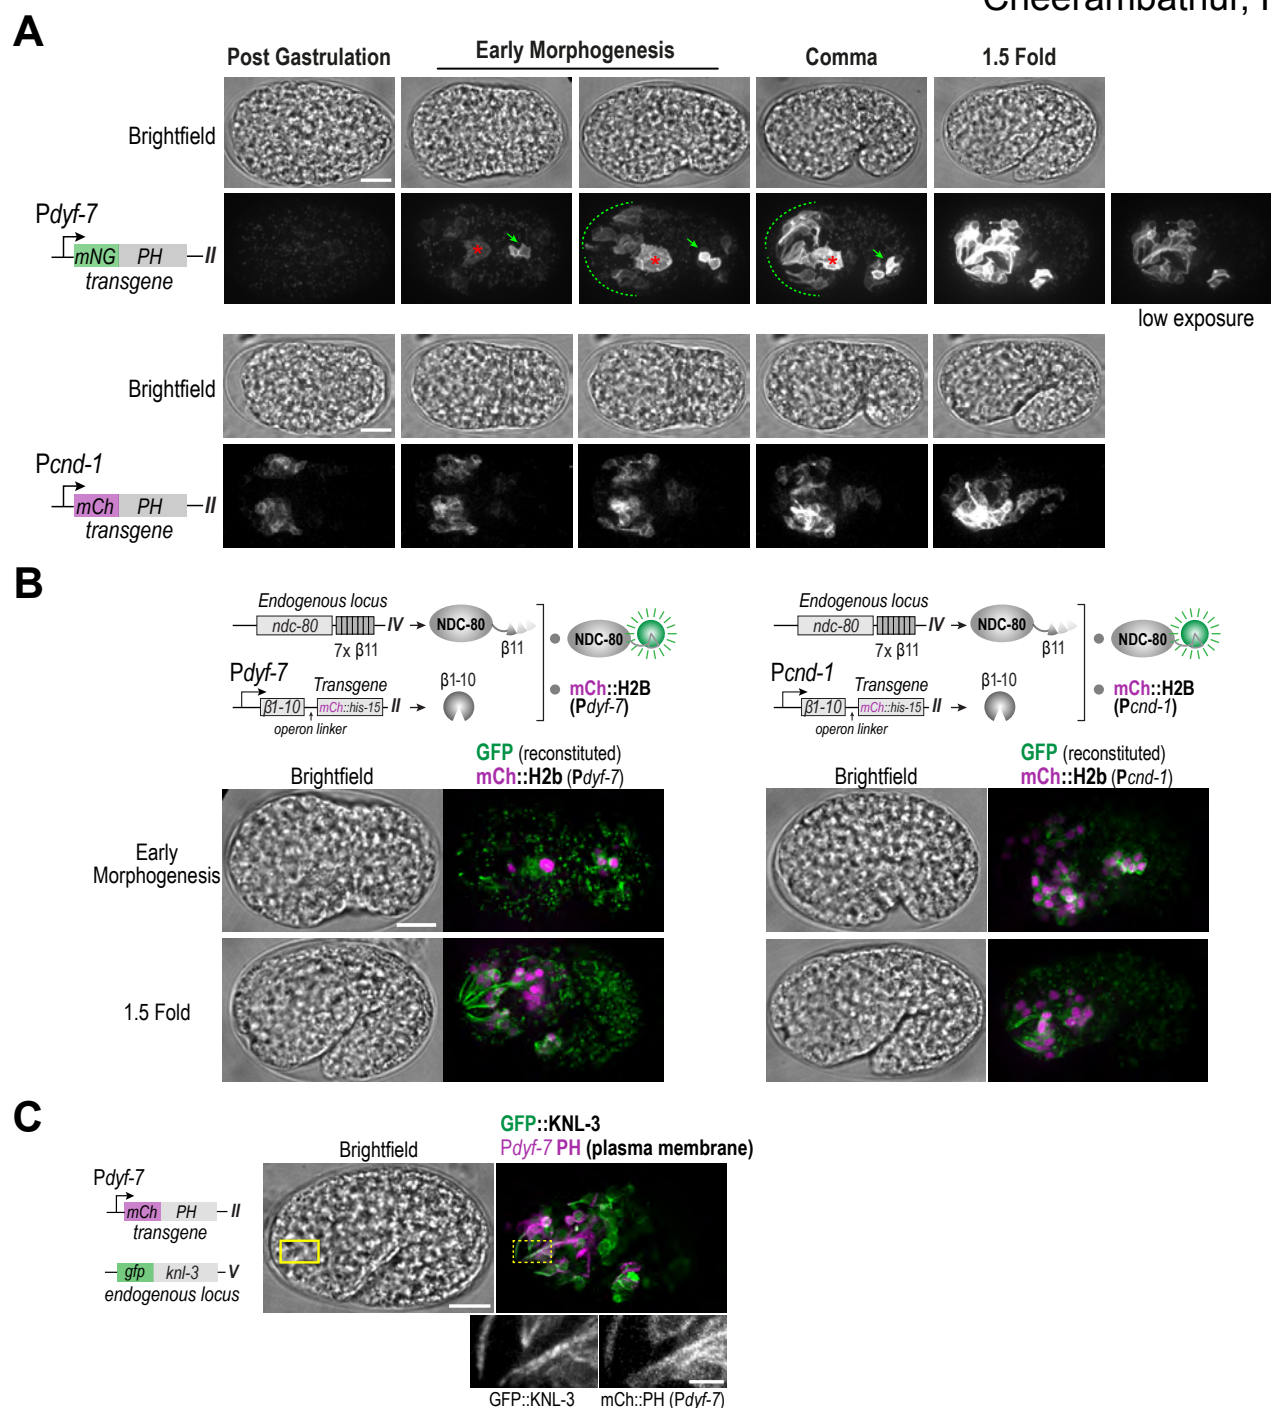 Cheerambathur,
A
Post Gastrulation
Early Morphogenesis
Comma
1.5 Fold
Brightfield
Pdyf-7
mNG PH II
transgene
*
*
*
low exposure
Brightfield
Pcnd-1
mCh PH II
transgene
B
Endogenous locus
ndc-80 IV
7x β11
NDC-80
β11
NDC-80
Pdyf-7
Transgene
β1-10 mCh::his-15 II
operon linker
β1-10
mCh::H2B
(Pdyf-7)
Endogenous locus
ndc-80 IV
7x β11
NDC-80
β11
NDC-80
Pcnd-1
Transgene
β1-10 mCh::his-15 II
operon linker
β1-10
mCh::H2B
(Pcnd-1)
GFP (reconstituted)
Brightfield mCh::H2b (Pdyf-7)
GFP (reconstituted)
Brightfield mCh::H2b (Pcnd-1)
Early
Morphogenesis
1.5 Fold
C
GFP::KNL-3
Brightfield Pdyf-7 PH (plasma membrane)
Pdyf-7
mCh PH II
transgene
gfp knl-3 V
endogenous locus
GFP::KNL-3 mCh::PH (Pdyf-7)